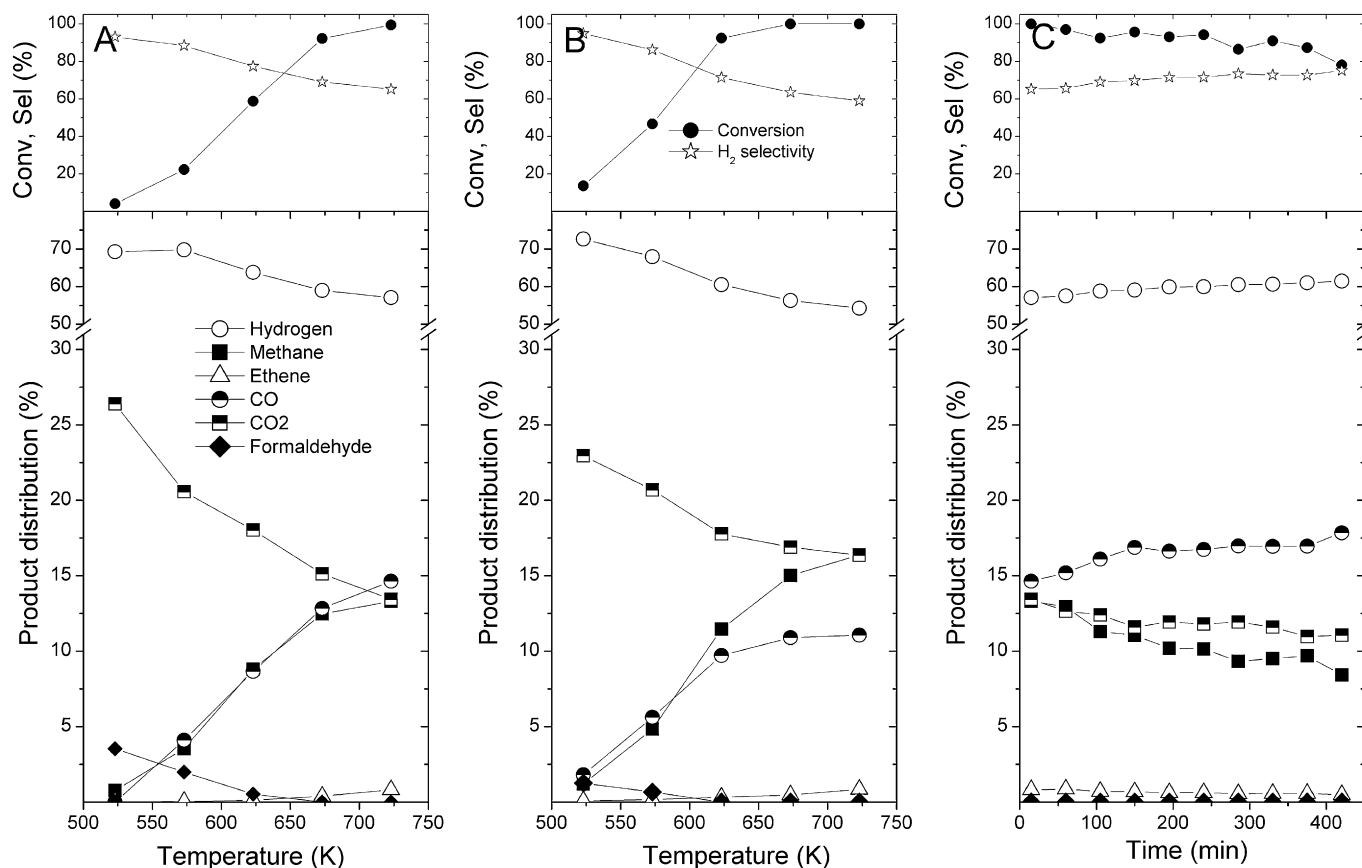 A
B
C
Conv, Sel (%)
100
80
60
40
20
Conv, Sel (%)
100
80
60
40
20
Conversion
H2 selectivity
Conv, Sel (%)
100
80
60
40
20
Product distribution (%)
70
60
50
30
25
20
15
10
5
Hydrogen
Methane
Ethene
CO
CO2
Formaldehyde
500 550 600 650 700 750
Temperature (K)
Product distribution (%)
70
60
50
30
25
20
15
10
5
500 550 600 650 700 750
Temperature (K)
Product distribution (%)
70
60
50
30
25
20
15
10
5
0 100 200 300 400
Time (min)